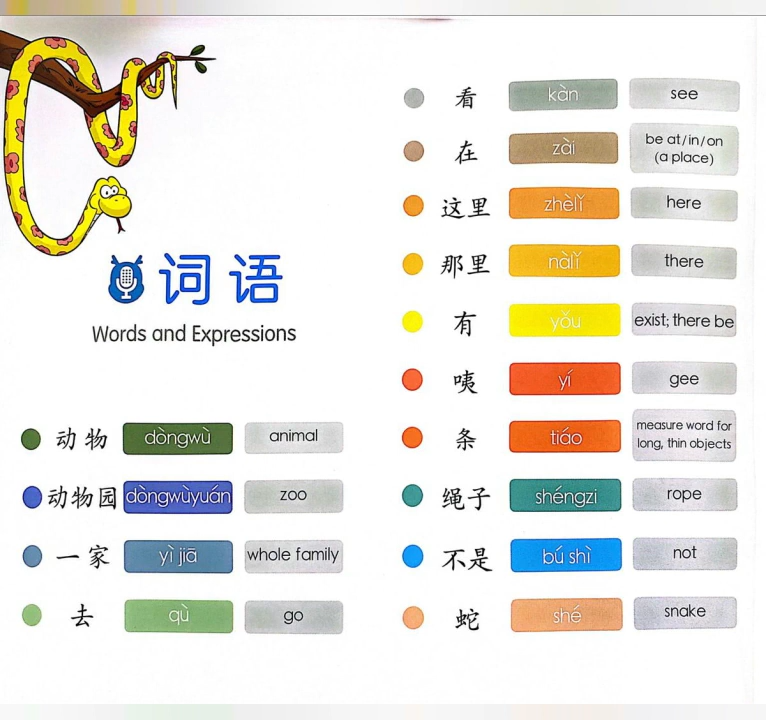 词语
Words and Expressions
动物 dòngwù animal
动物园 dòngwùyuán zoo
一家 yì jiā whole family
去 qù go
看 kàn see
在 zài be at/in/on
(a place)
这里 zhèlǐ here
那里 nàlǐ there
有 yǒu exist; there be
咦 yí gee
条 tiáo measure word for
long, thin objects
绳子 shéngzi rope
不是 bú shì not
蛇 shé snake